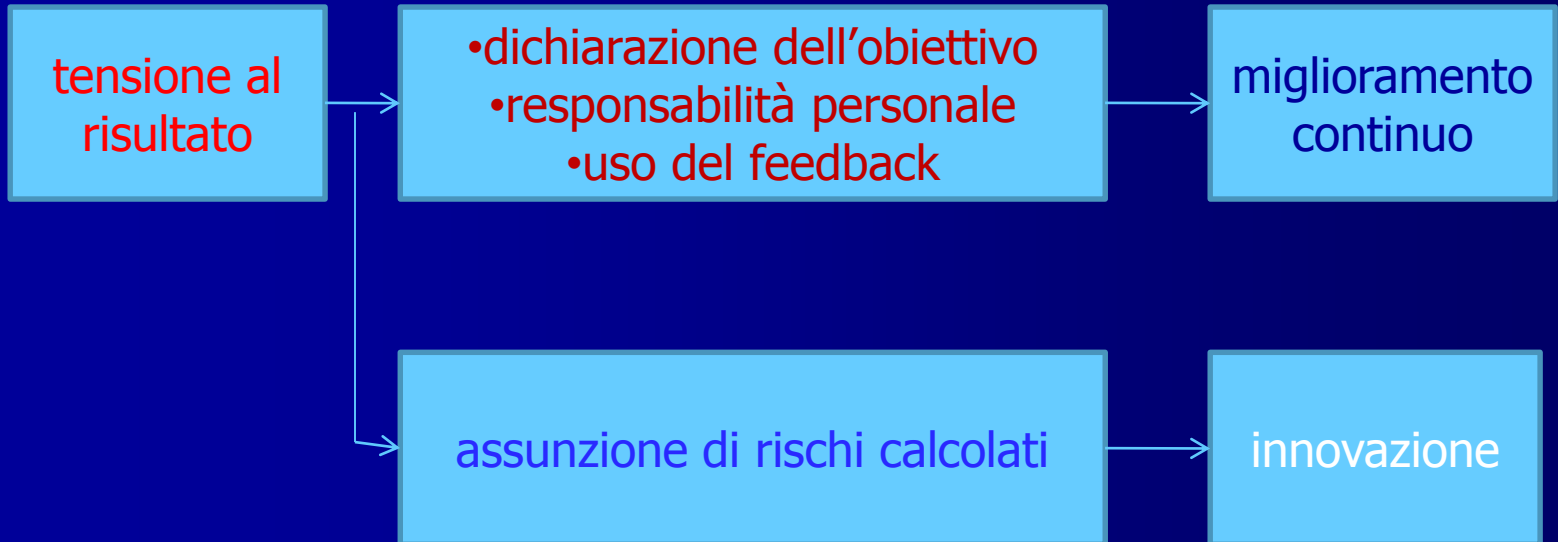 tensione al
risultato
•dichiarazione dell’obiettivo
•responsabilità personale
•uso del feedback
miglioramento
continuo
assunzione di rischi calcolati
innovazione